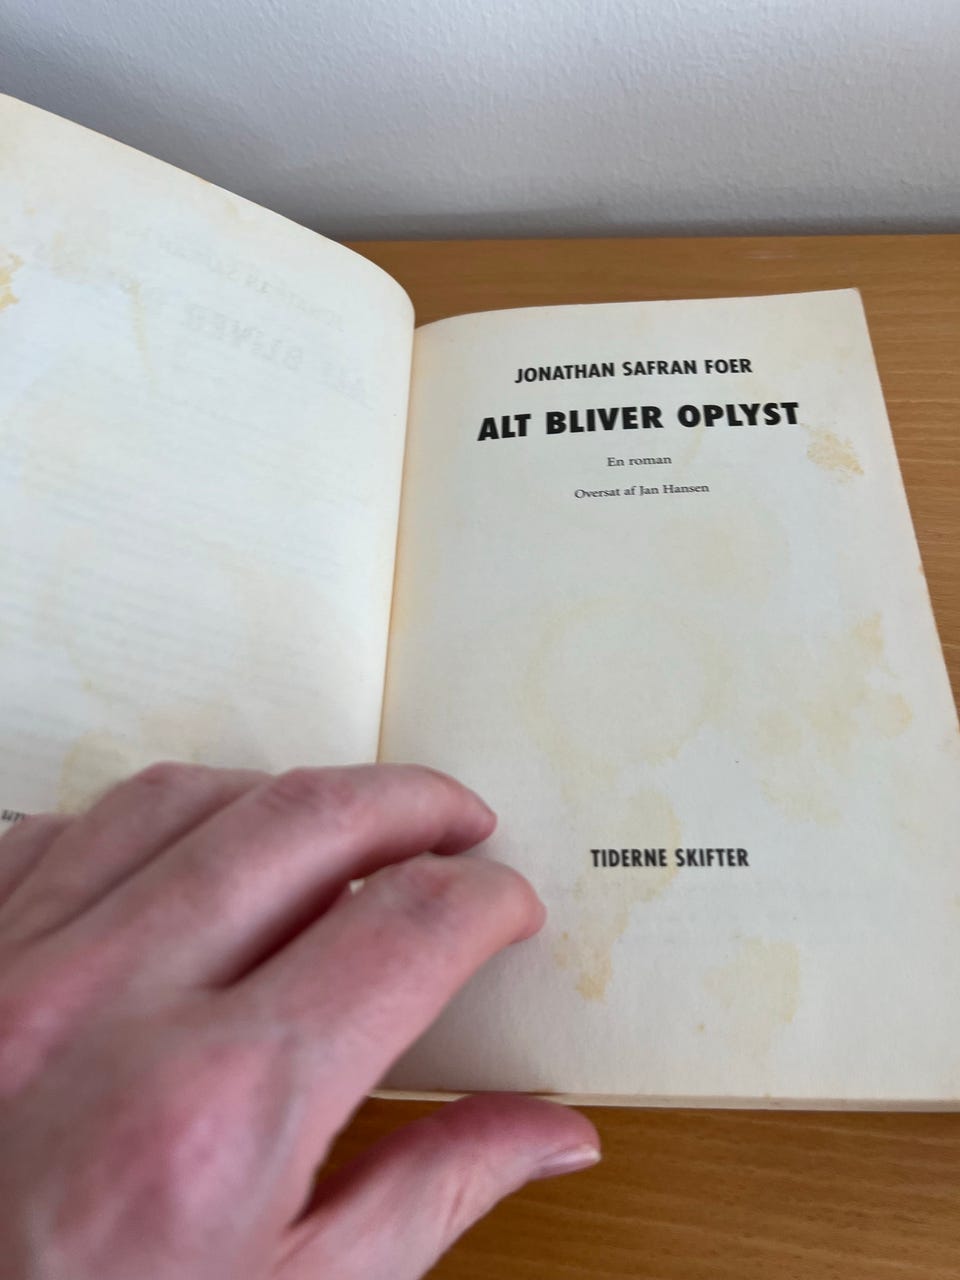 JONATHAN SAFRAN FOER
ALT BLIVER OPLYST
En roman
Oversat af Jan Hansen
TIDERNE SKIFTER